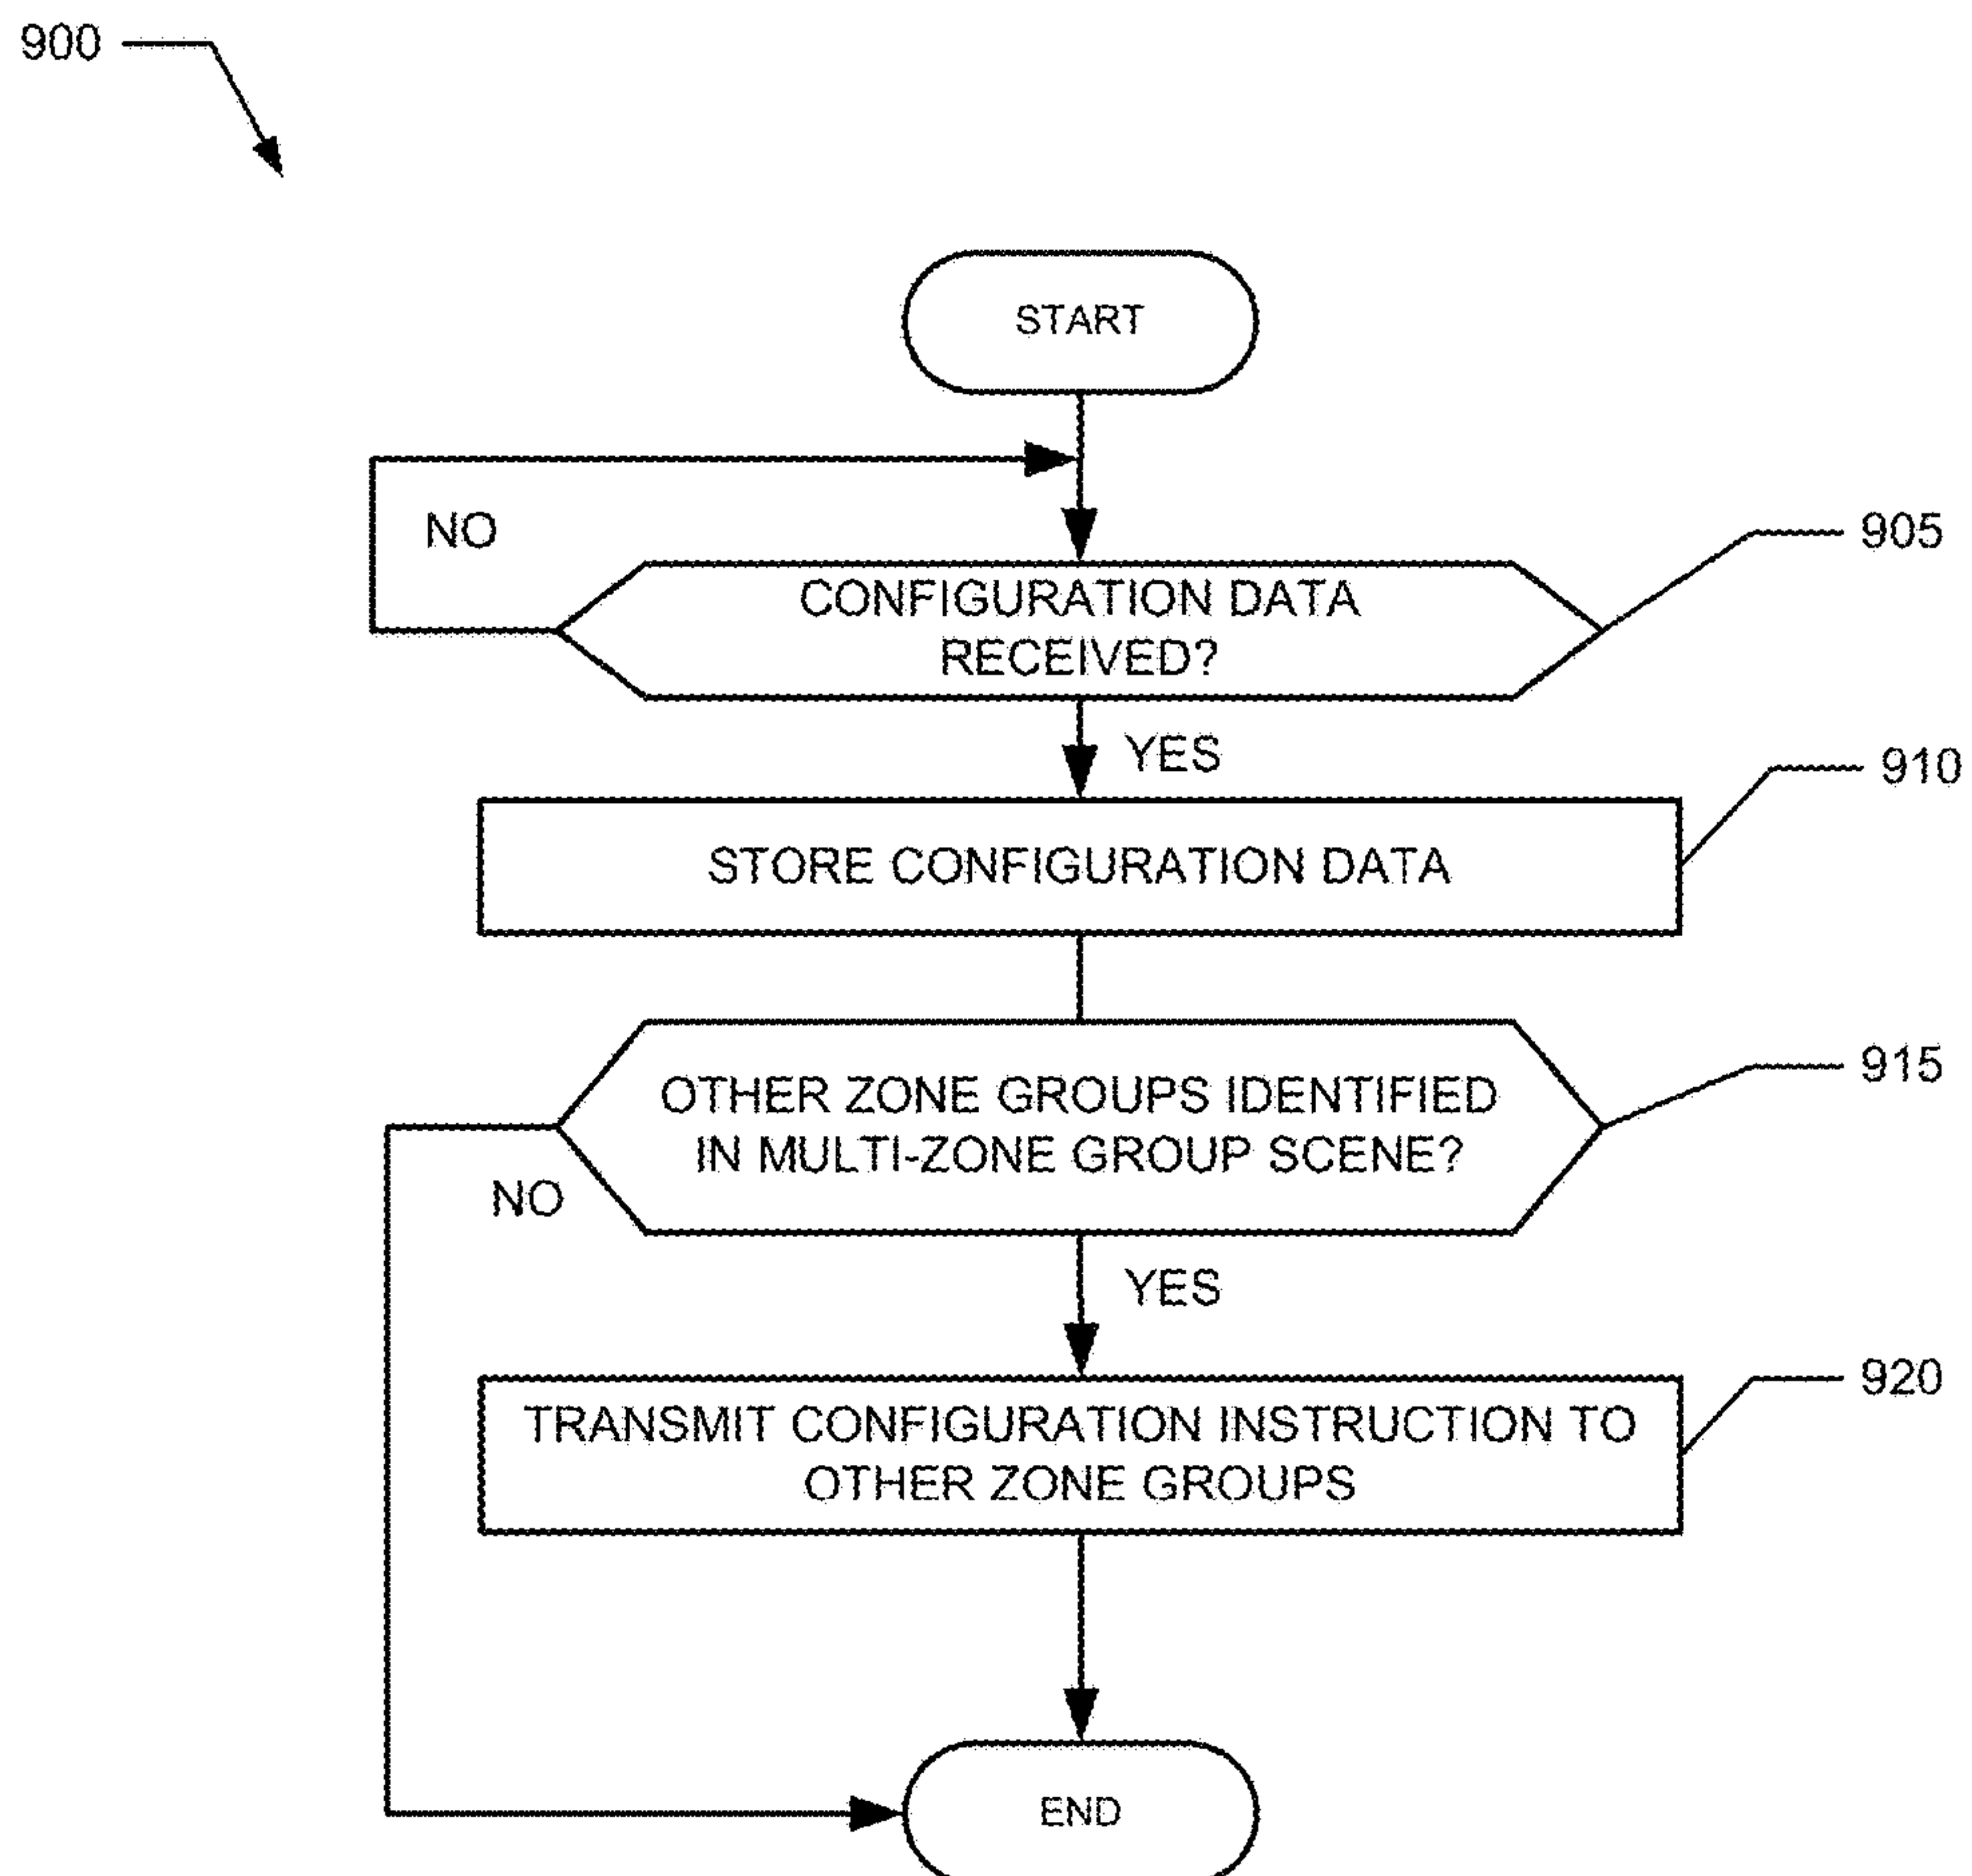 900
START
NO
905
CONFIGURATION DATA
RECEIVED?
YES
910
STORE CONFIGURATION DATA
915
OTHER ZONE GROUPS IDENTIFIED
IN MULTI-ZONE GROUP SCENE?
NO
YES
920
TRANSMIT CONFIGURATION INSTRUCTION TO
OTHER ZONE GROUPS
END